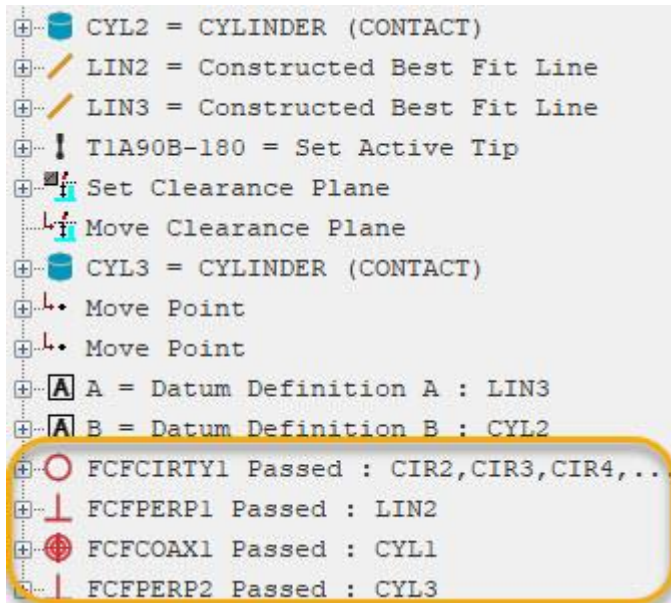 CYL2 = CYLINDER (CONTACT)
LIN2 = Constructed Best Fit Line
LIN3 = Constructed Best Fit Line
T1A90B-180 = Set Active Tip
Set Clearance Plane
Move Clearance Plane
CYL3 = CYLINDER (CONTACT)
Move Point
Move Point
A A = Datum Definition A : LIN3
A B = Datum Definition B : CYL2
FCFCIRTY1 Passed : CIR2,CIR3,CIR4,...
FCFPERP1 Passed : LIN2
FCFCOAX1 Passed : CYL1
FCFPERP2 Passed : CYL3